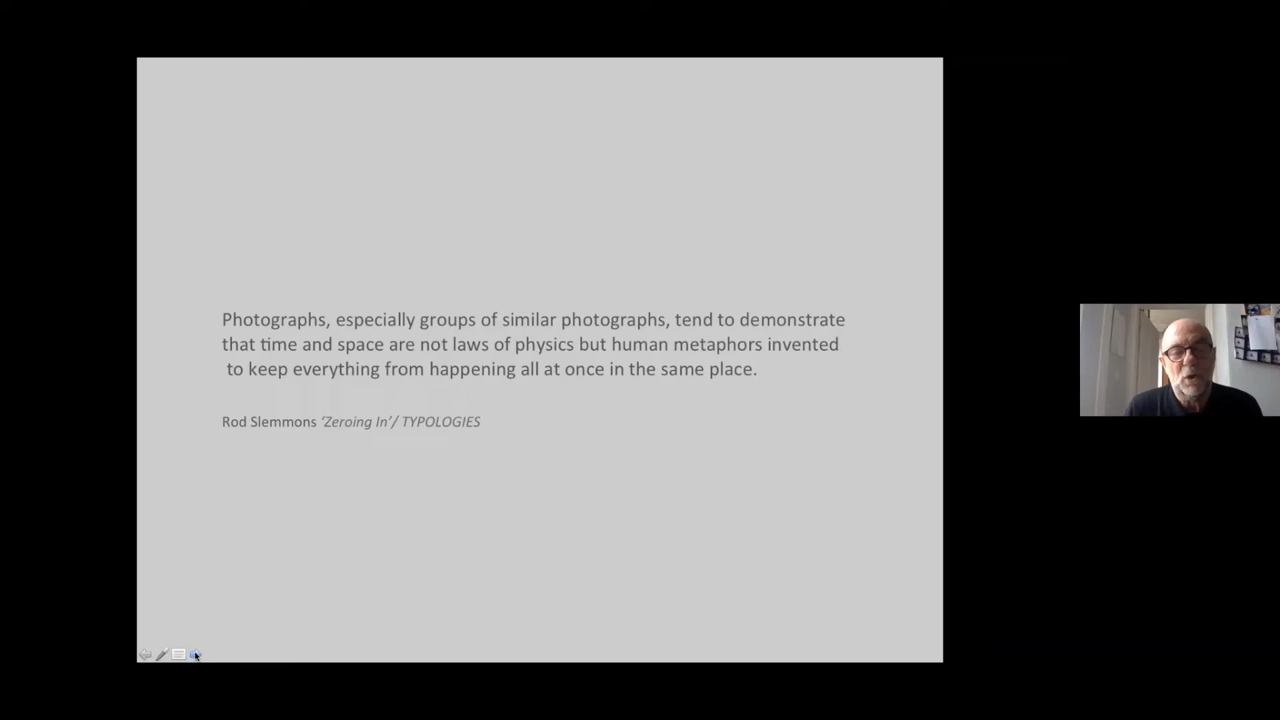 Photographs, especially groups of similar photographs, tend to demonstrate
that time and space are not laws of physics but human metaphors invented
to keep everything from happening all at once in the same place.
Rod Slemmons ‘Zeroing In’/ TYPOLOGIES